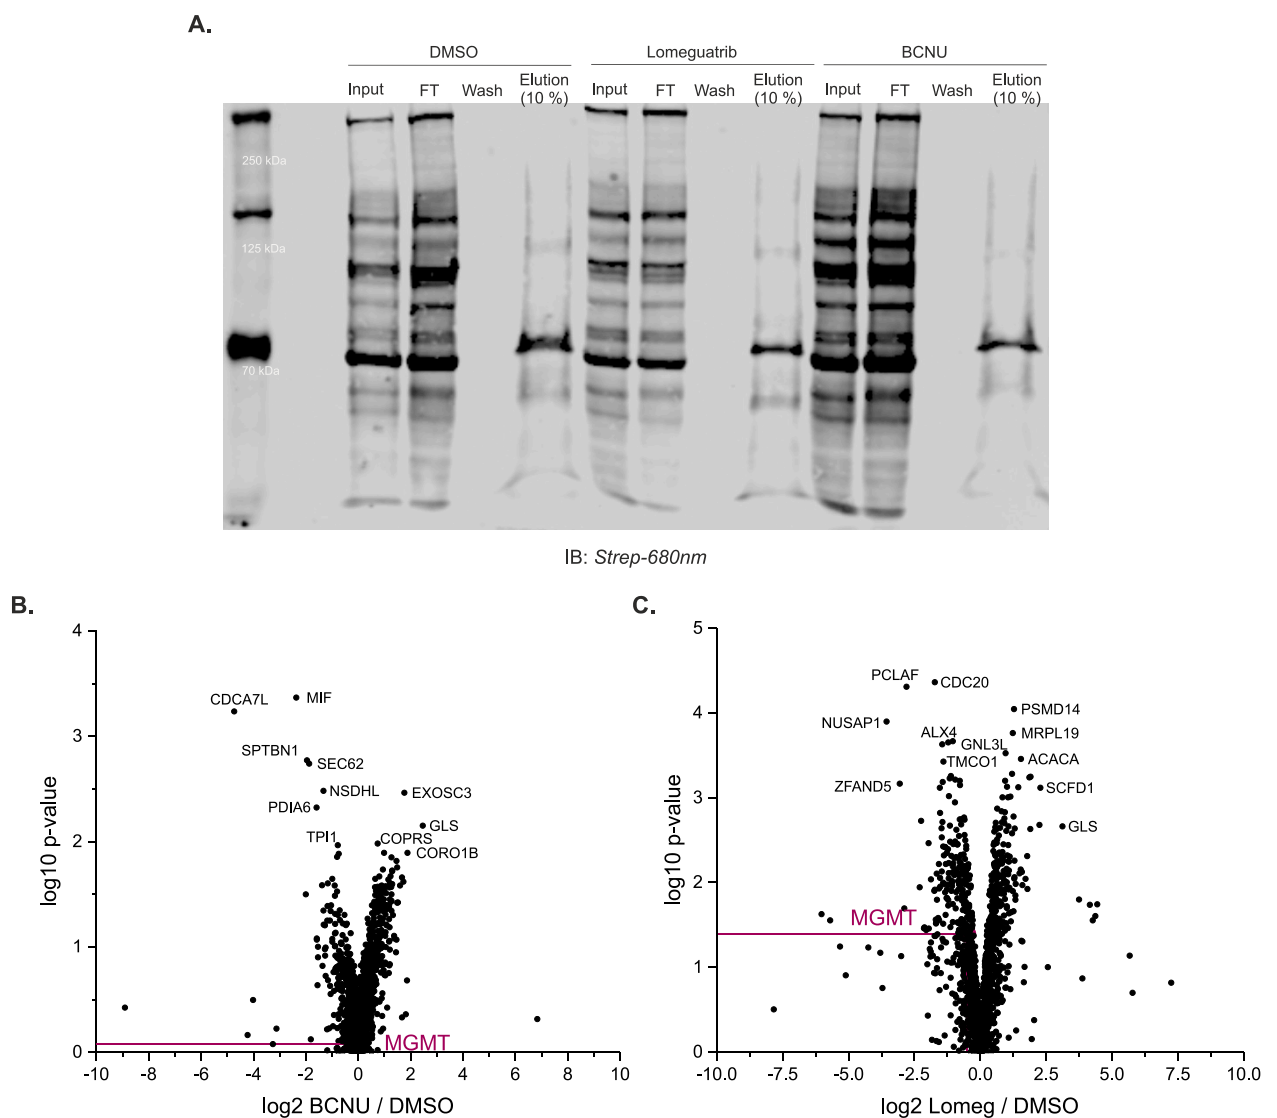 A.
DMSO Lomeguatrib BCNU
Input FT Wash Elution (10 %) Input FT Wash Elution (10 %) Input FT Wash Elution (10 %)
250 kDa
125 kDa
70 kDa
IB: Strep-680nm
B.
log10 p-value
4
3
2
1
0
CDCA7L
MIF
SPTBN1
SEC62
NSDHL
PDIA6
EXOSC3
GLS
TPI1
COPRS
CORO1B
MGMT
-10 -8 -6 -4 -2 0 2 4 6 8 10
log2 BCNU / DMSO
C.
log10 p-value
5
4
3
2
1
0
PCLAF
CDC20
NUSAP1
PSMD14
ALX4
GNL3L
MRPL19
TMCO1
ACACA
ZFAND5
SCFD1
GLS
MGMT
-10.0 -7.5 -5.0 -2.5 0.0 2.5 5.0 7.5 10.0
log2 Lomeg / DMSO